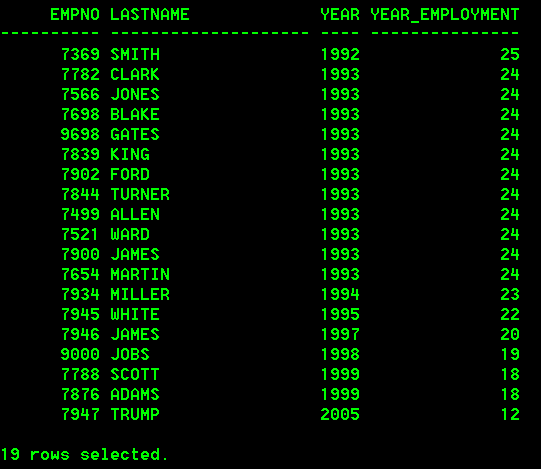 EMPNO LASTNAME YEAR YEAR_EMPLOYMENT
---------- -------------------- ---- ---------------
7369 SMITH 1992 25
7782 CLARK 1993 24
7566 JONES 1993 24
7698 BLAKE 1993 24
9698 GATES 1993 24
7839 KING 1993 24
7902 FORD 1993 24
7844 TURNER 1993 24
7499 ALLEN 1993 24
7521 WARD 1993 24
7900 JAMES 1993 24
7654 MARTIN 1993 24
7934 MILLER 1994 23
7945 WHITE 1995 22
7946 JAMES 1997 20
9000 JOBS 1998 19
7788 SCOTT 1999 18
7876 ADAMS 1999 18
7947 TRUMP 2005 12
19 rows selected.